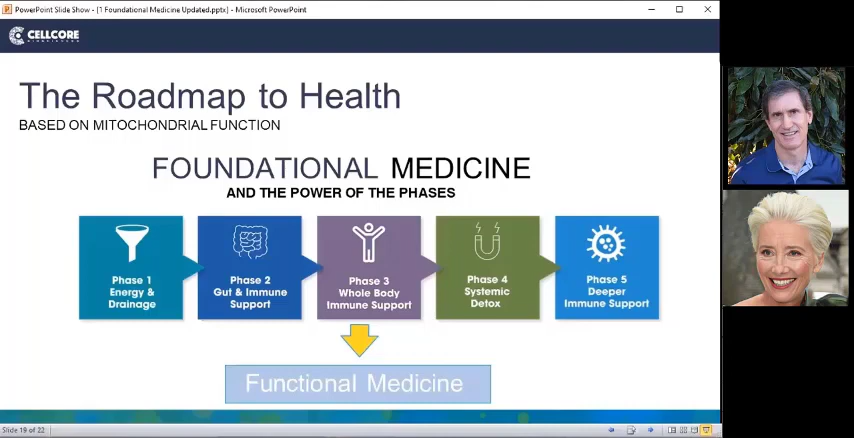 PowerPoint Slide Show - [1 Foundational Medicine Updated.pptx] - Microsoft PowerPoint
CELLCORE
The Roadmap to Health
BASED ON MITOCHONDRIAL FUNCTION
FOUNDATIONAL MEDICINE
AND THE POWER OF THE PHASES
Phase 1
Energy &
Drainage
Phase 2
Gut & Immune
Support
Phase 3
Whole Body
Immune Support
Phase 4
Systemic
Detox
Phase 5
Deeper
Immune Support
Functional Medicine
Slide 19 of 22